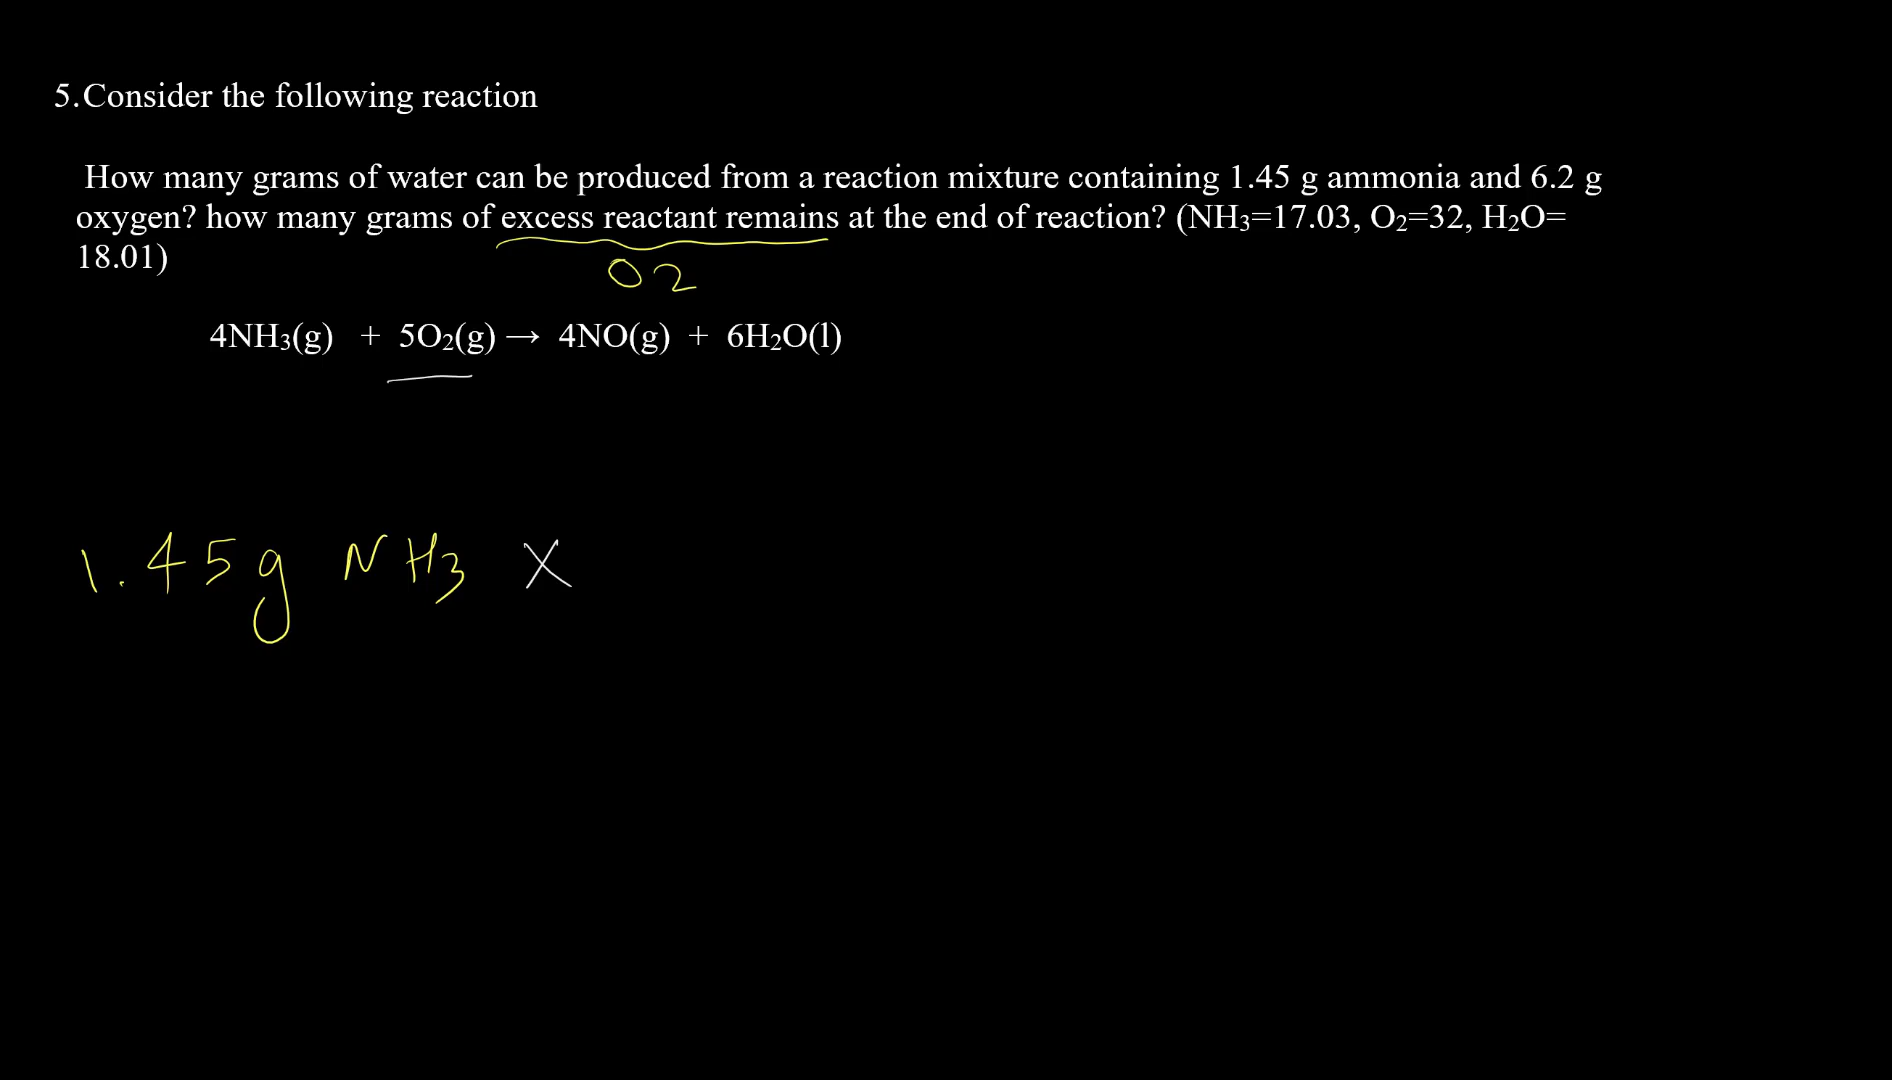 5.Consider the following reaction
How many grams of water can be produced from a reaction mixture containing 1.45 g ammonia and 6.2 g
oxygen? how many grams of excess reactant remains at the end of reaction? (NH3=17.03, O2=32, H2O=
18.01)
O2
4NH3(g) + 5O2(g) → 4NO(g) + 6H2O(l)
1.45g NH3 X